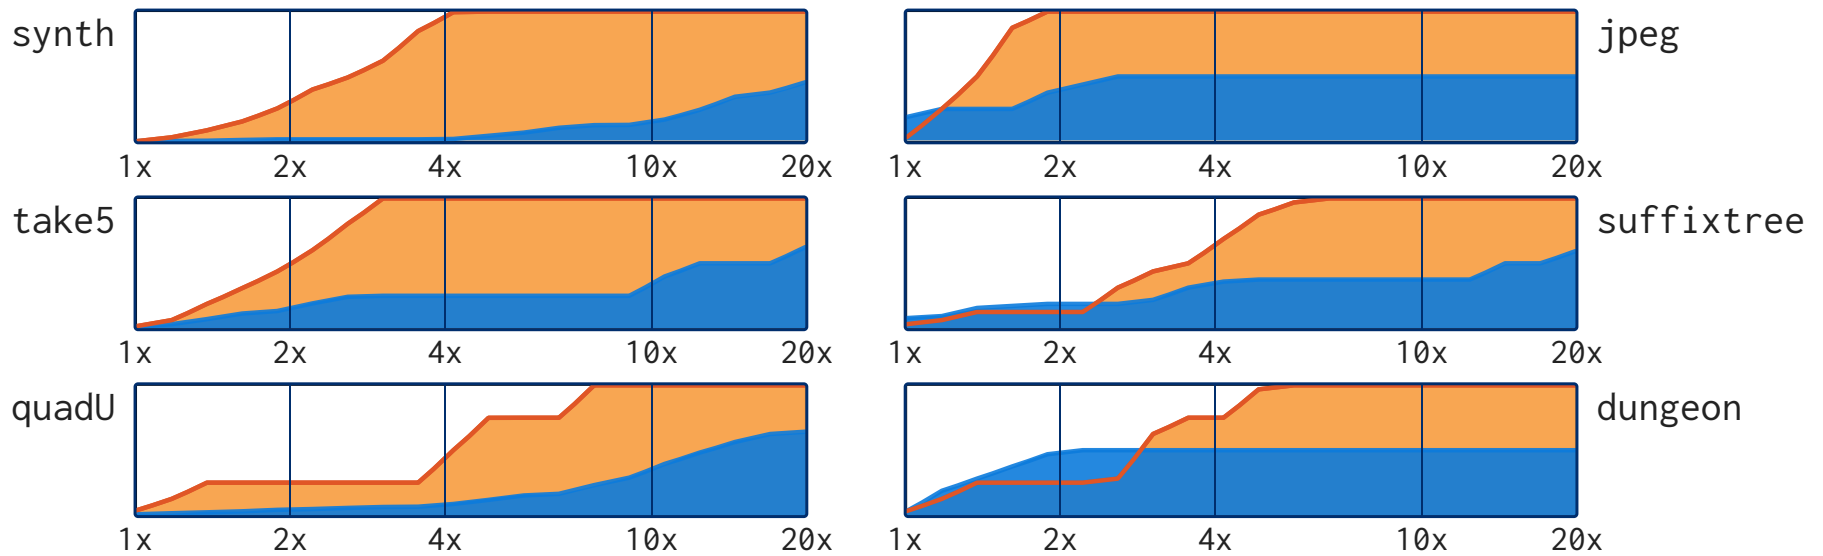 synth
1x 2x 4x 10x 20x
jpeg
1x 2x 4x 10x 20x
take5
1x 2x 4x 10x 20x
suffixtree
1x 2x 4x 10x 20x
quadU
1x 2x 4x 10x 20x
dungeon
1x 2x 4x 10x 20x